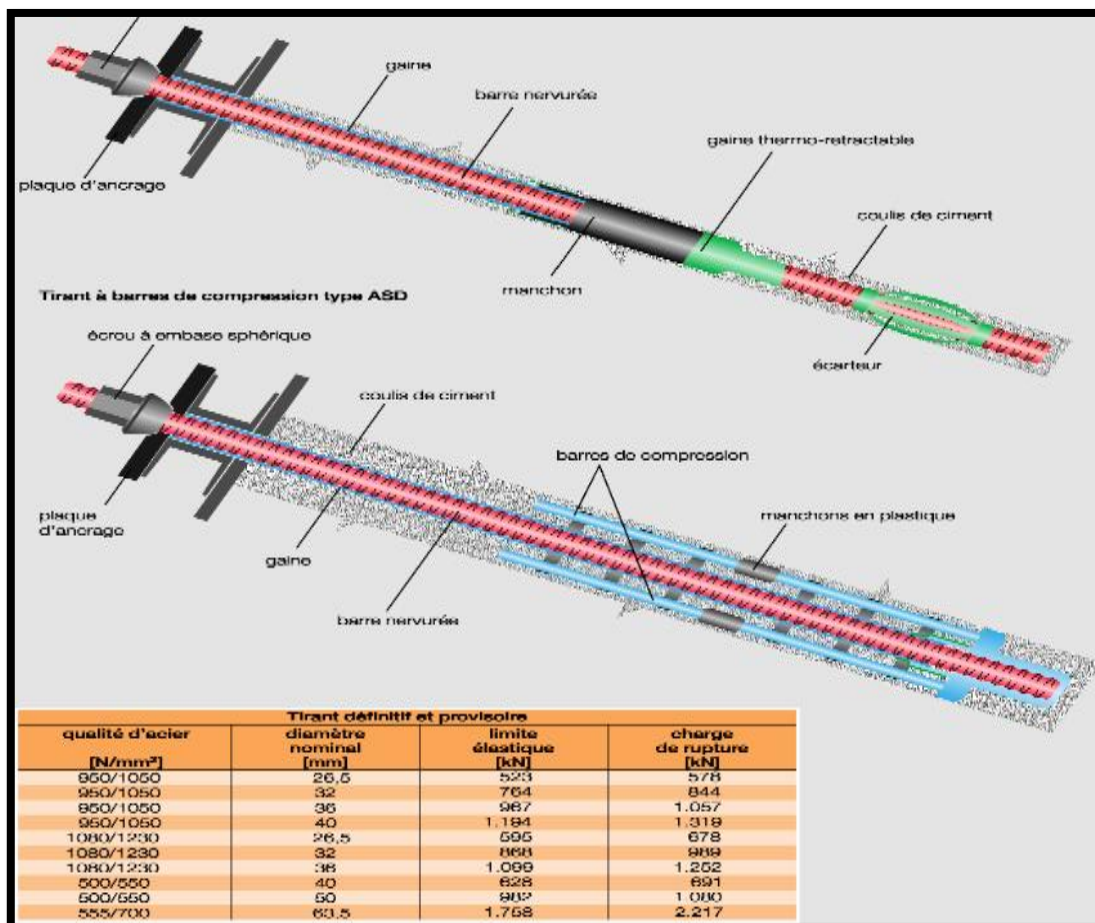 gaine
barre nervurée
gaine thermo-retractable
plaque d'ancrage
coulis de ciment
manchon
Tirant à barres de compression type ASD
écrou à embase sphérique
écarteur
coulis de ciment
barres de compression
plaque
d'ancrage
manchons en plastique
gaine
barre nervurée
Tirant définitif et provisoire
qualité d'acier diamètre limite charge
nominal élastique de rupture
[N/mm²] [mm] [kN] [kN]
950/1050 26,5 523 578
950/1050 32 764 844
950/1050 36 967 1.057
950/1050 40 1.194 1.319
1080/1230 26,5 595 678
1080/1230 32 868 989
1080/1230 36 1.099 1.252
500/550 40 628 691
500/550 50 982 1.080
555/700 63,5 1.758 2.217